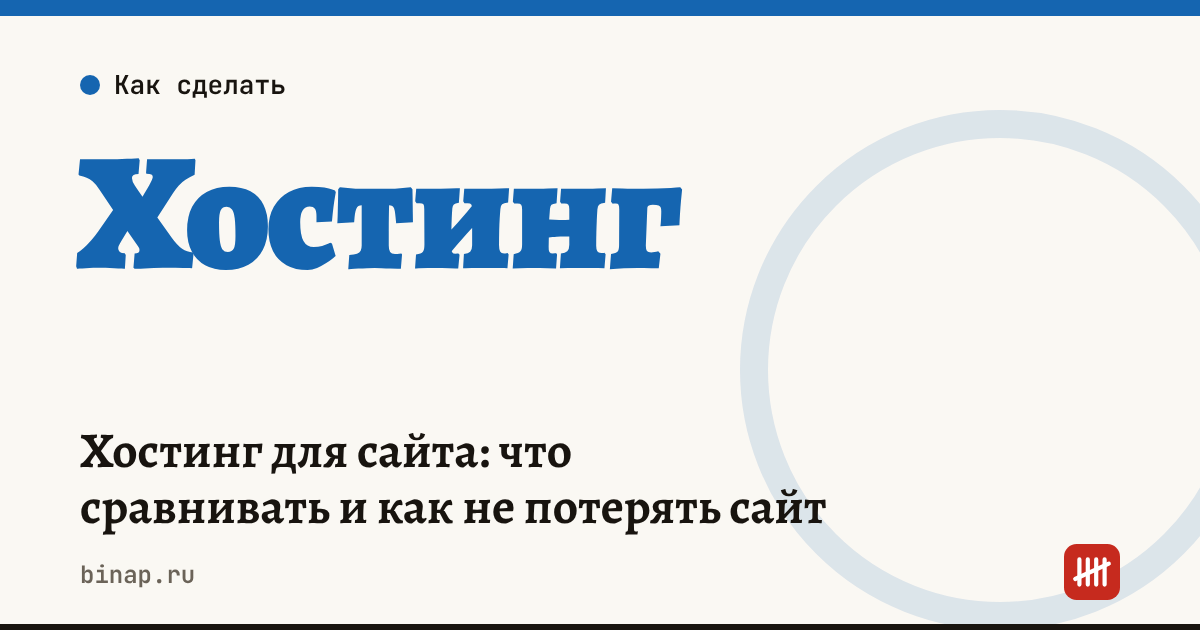 Как сделать
Хостинг
Хостинг для сайта: что
сравнивать и как не потерять сайт
binap.ru